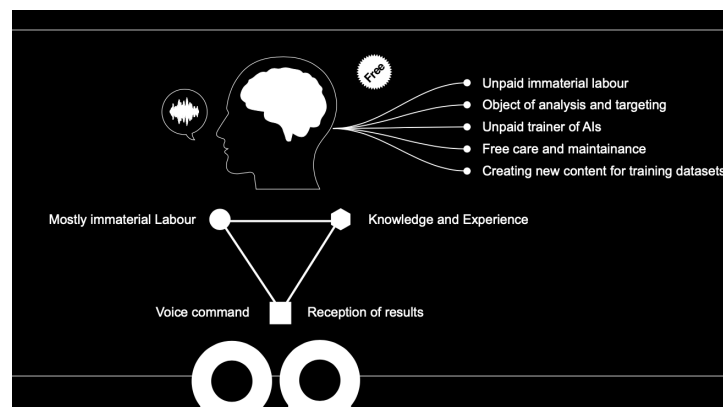 Free
Unpaid immaterial labour
Object of analysis and targeting
Unpaid trainer of AIs
Free care and maintainance
Creating new content for training datasets
Mostly immaterial Labour
Knowledge and Experience
Voice command
Reception of results